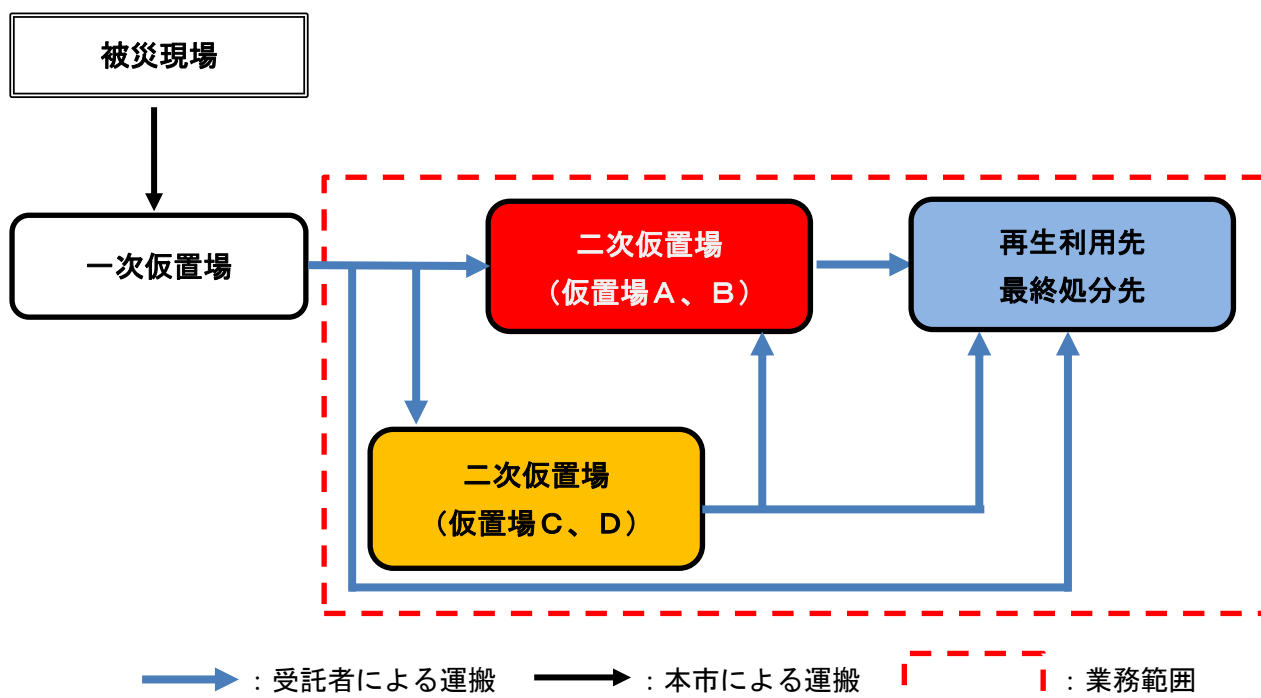 被災現場
一次仮置場
二次仮置場
（仮置場Ａ、Ｂ）
再生利用先
最終処分先
二次仮置場
（仮置場Ｃ、Ｄ）
：受託者による運搬
：本市による運搬
：業務範囲